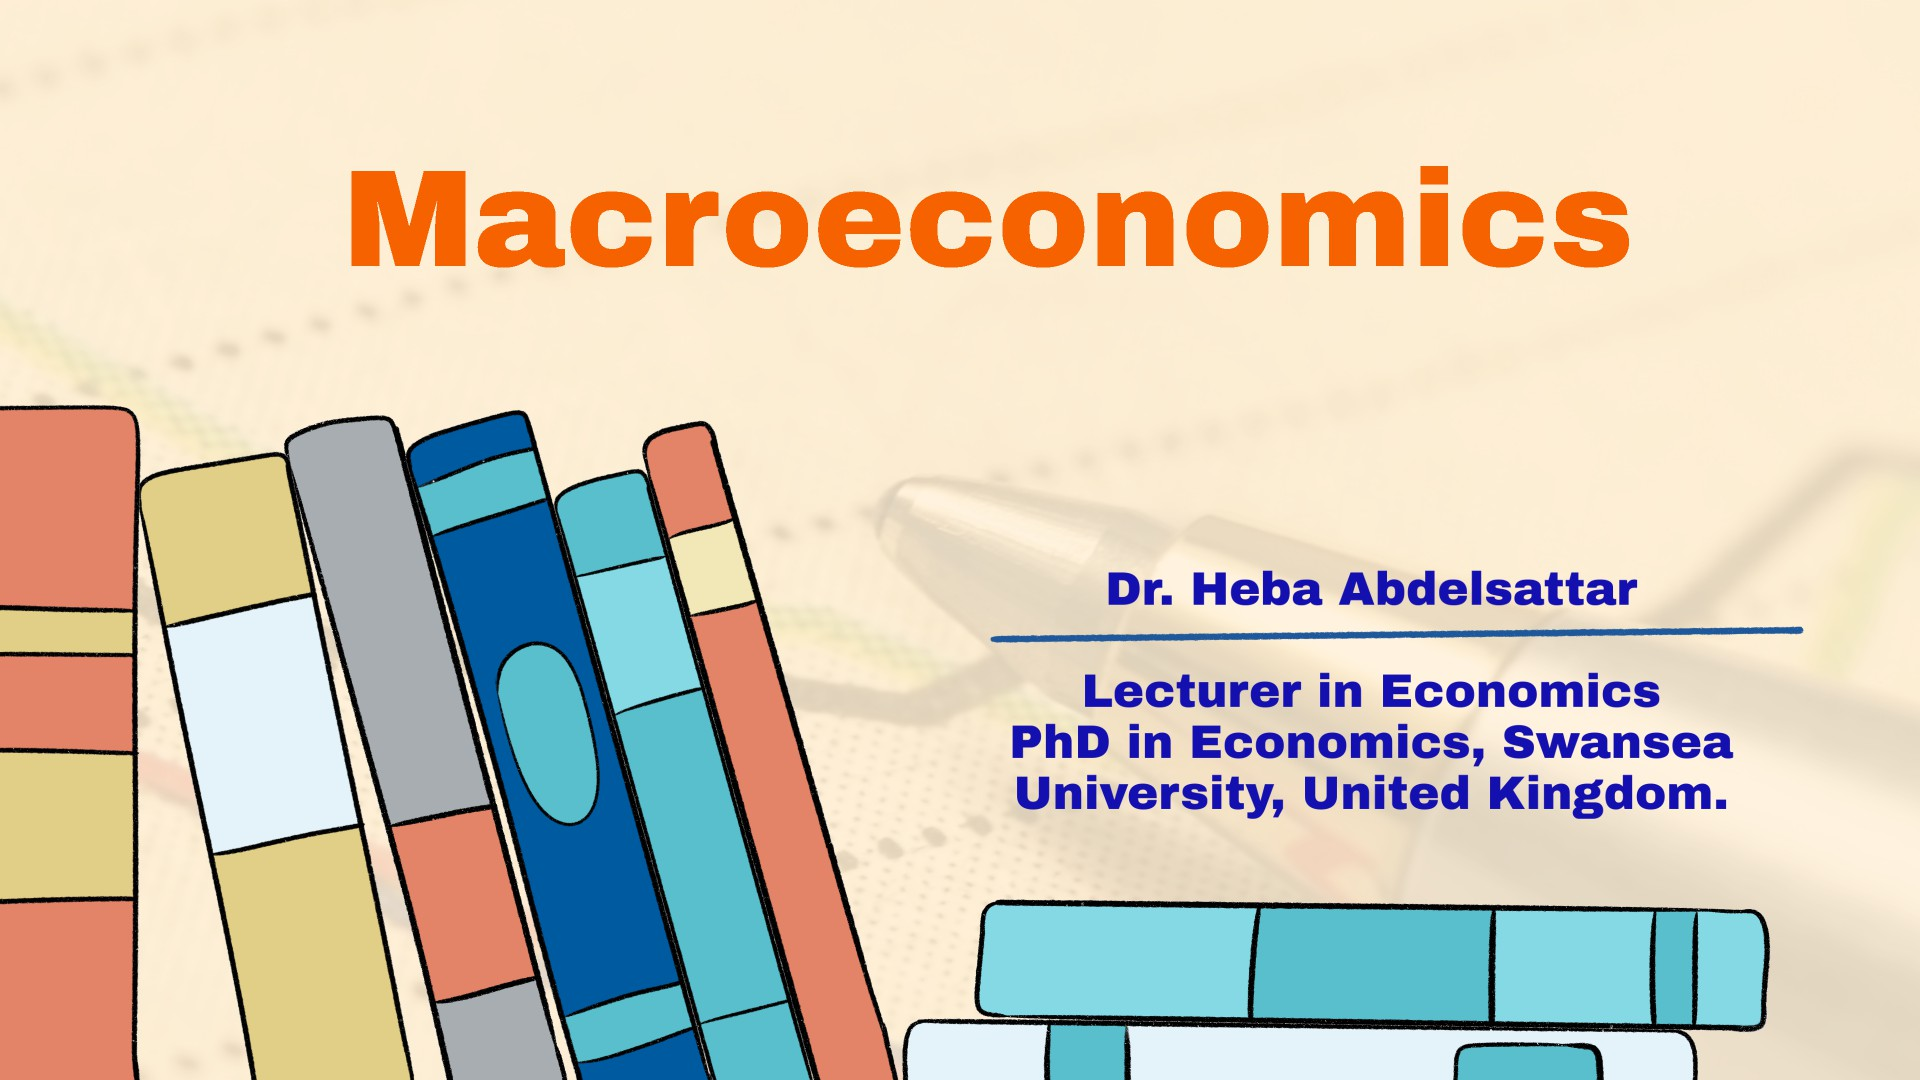 Macroeconomics
Dr. Heba Abdelsattar
Lecturer in Economics
PhD in Economics, Swansea
University, United Kingdom.